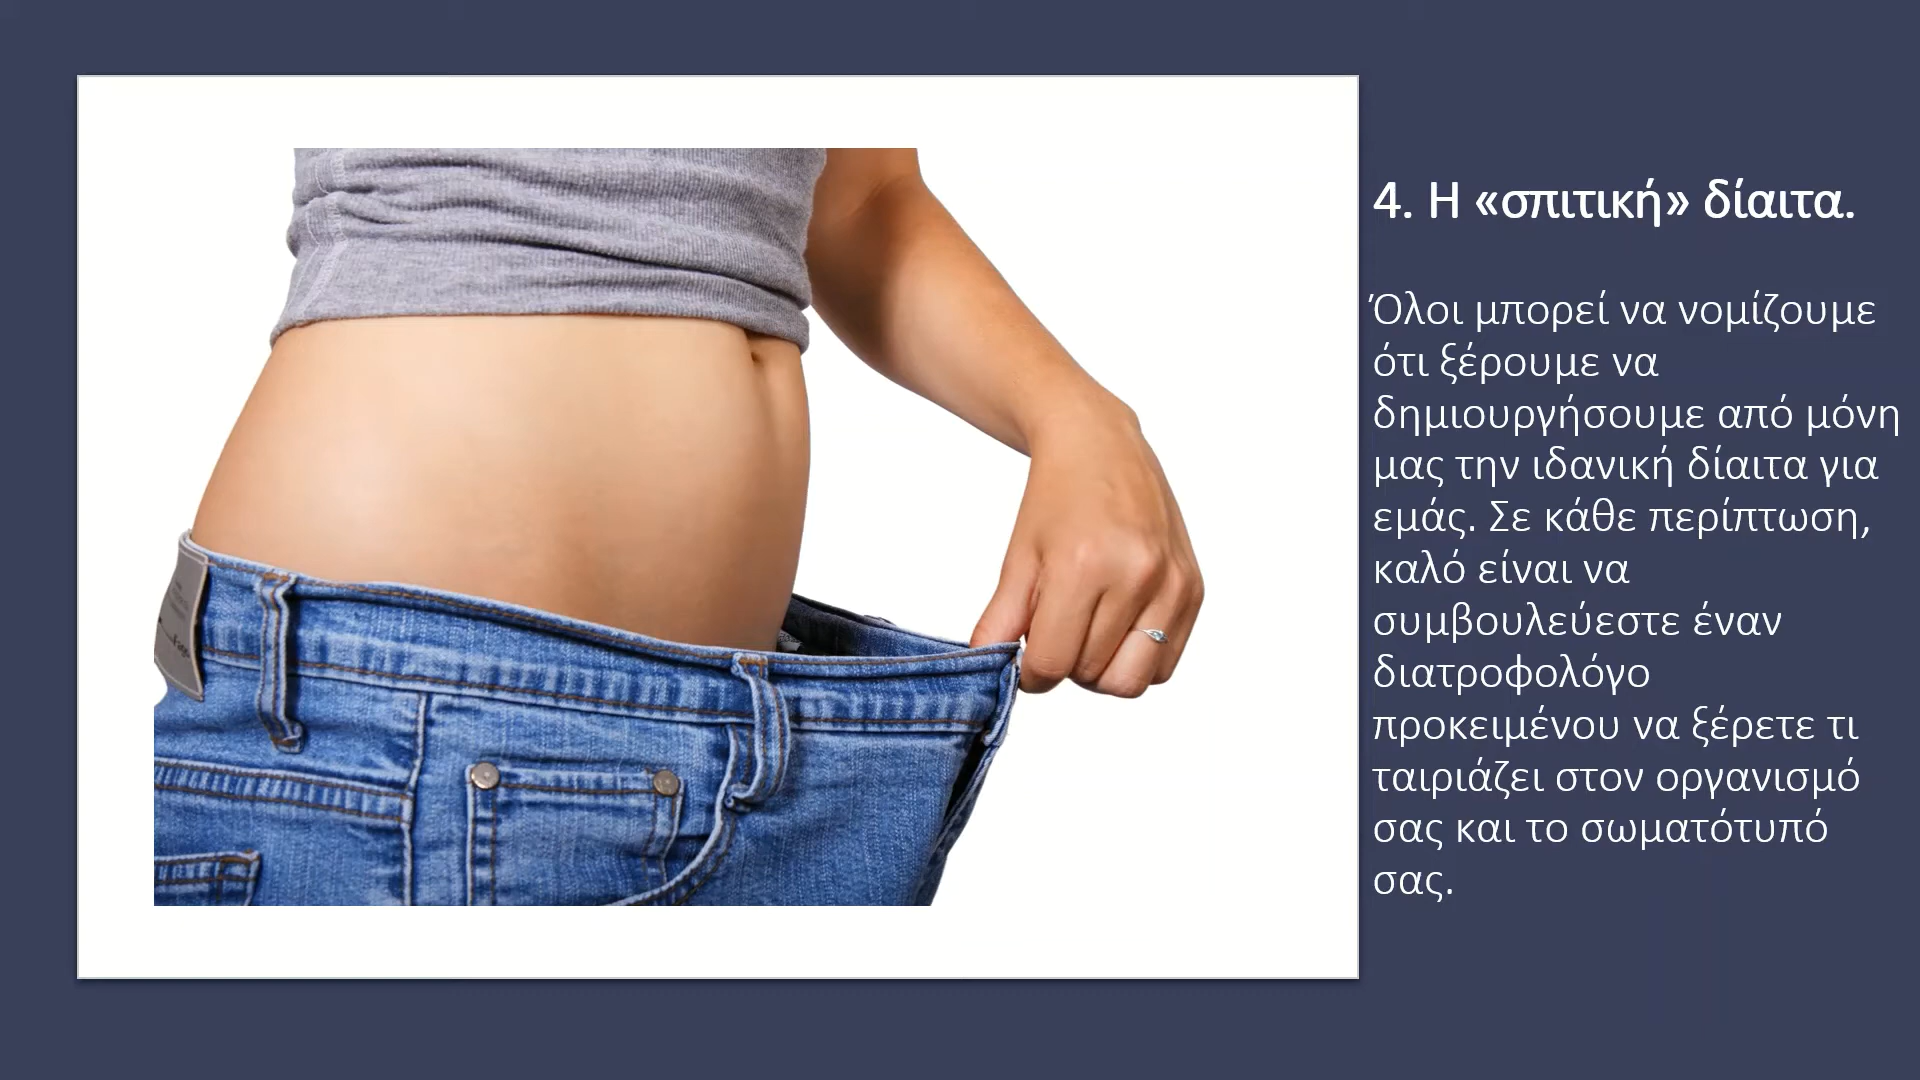 4. Η «σπιτική» δίαιτα.
Όλοι μπορεί να νομίζουμε
ότι ξέρουμε να
δημιουργήσουμε από μόνη
μας την ιδανική δίαιτα για
εμάς. Σε κάθε περίπτωση,
καλό είναι να
συμβουλεύεστε έναν
διατροφολόγο
προκειμένου να ξέρετε τι
ταιριάζει στον οργανισμό
σας και το σωματότυπό
σας.